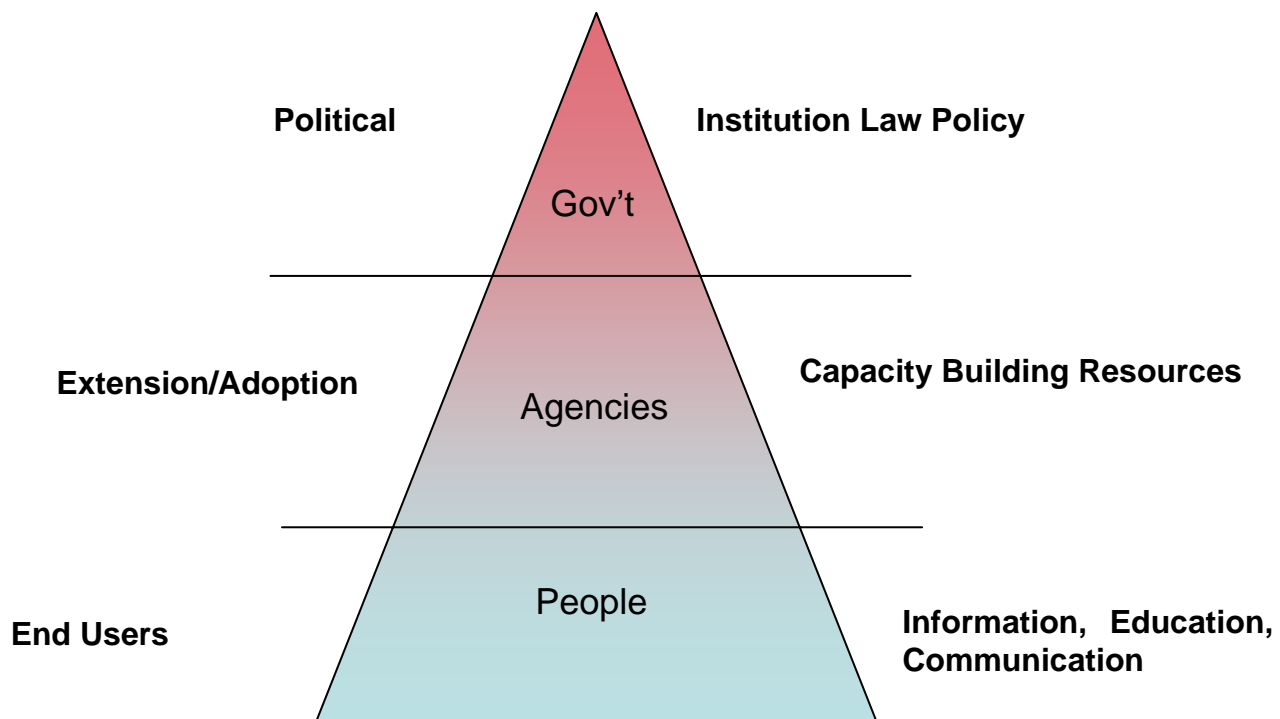 Political
Institution Law Policy
Gov’t
Extension/Adoption
Capacity Building Resources
Agencies
People
End Users
Information, Education,
Communication